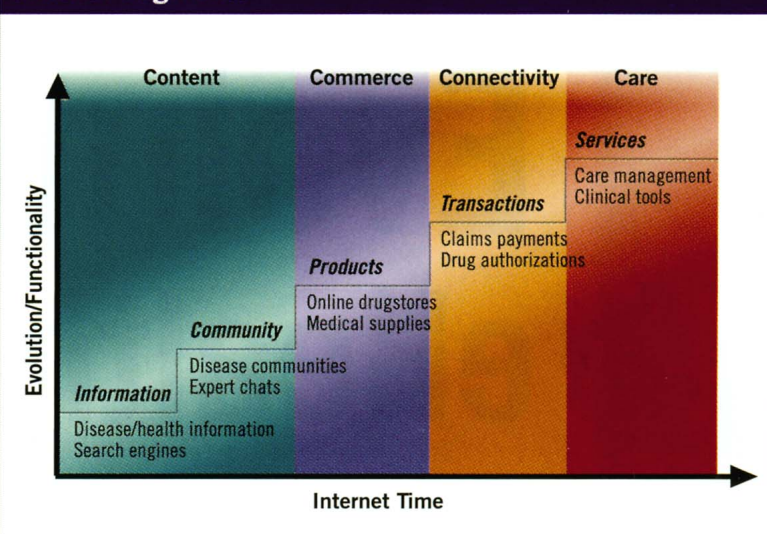 Content
Commerce
Connectivity
Care
Services
Care management
Clinical tools
Transactions
Claims payments
Drug authorizations
Products
Online drugstores
Medical supplies
Community
Disease communities
Expert chats
Information
Disease/health information
Search engines
Evolution/Functionality
Internet Time